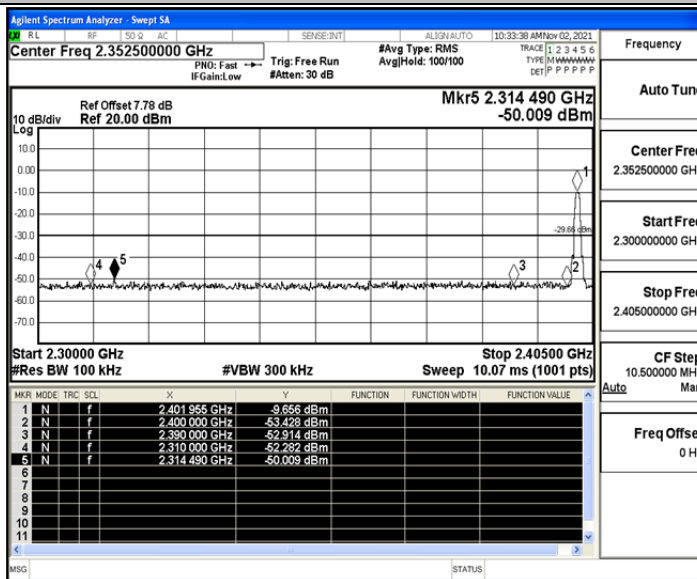 Agilent Spectrum Analyzer - Swept SA
LXI RL RF 50 Ω AC SENSE:INT ALIGN AUTO 10:33:38 AM Nov 02, 2021
Center Freq 2.352500000 GHz
PNO: Fast
IFGain:Low
Trig: Free Run
#Atten: 30 dB
#Avg Type: RMS
Avg|Hold: 100/100
TRACE 1 2 3 4 5 6
TYPE M W W W W W
DET P P P P P P
Ref Offset 7.78 dB
Ref 20.00 dBm
10 dB/div
Log
Mkr5 2.314 490 GHz
-50.009 dBm
10.0
0.00
-10.0
-20.0
-30.0
-40.0
-50.0
-60.0
-70.0
1
2
3
4
5
-29.66 dBm
Start 2.30000 GHz
Stop 2.40500 GHz
#Res BW 100 kHz #VBW 300 kHz Sweep 10.07 ms (1001 pts)
MKR MODE TRC SCL X Y FUNCTION FUNCTION WIDTH FUNCTION VALUE
1 N f 2.401 955 GHz -9.656 dBm
2 N f 2.400 000 GHz -53.428 dBm
3 N f 2.390 000 GHz -52.914 dBm
4 N f 2.310 000 GHz -52.282 dBm
5 N f 2.314 490 GHz -50.009 dBm
6
7
8
9
10
11
MSG STATUS
Frequency
Auto Tun
Center Fre
2.352500000 GH
Start Fre
2.300000000 GH
Stop Fre
2.405000000 GH
CF Step
10.500000 MH
Auto Ma
Freq Offse
0 H